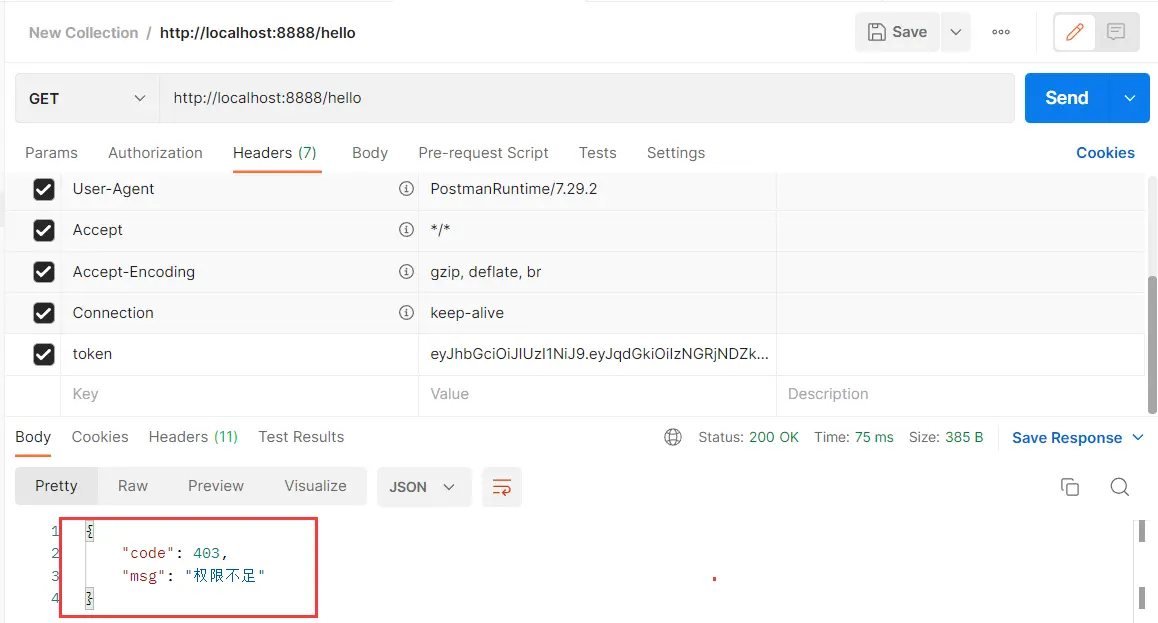 New Collection / http://localhost:8888/hello
Save
GET
http://localhost:8888/hello
Send
Params Authorization Headers (7) Body Pre-request Script Tests Settings Cookies
User-Agent PostmanRuntime/7.29.2
Accept */*
Accept-Encoding gzip, deflate, br
Connection keep-alive
token eyJhbGciOiJIUzI1NiJ9.eyJqdGkiOiIzNGRjNDZk...
Key Value Description
Body Cookies Headers (11) Test Results Status: 200 OK Time: 75 ms Size: 385 B Save Response
Pretty Raw Preview Visualize JSON
1 {
2 "code": 403,
3 "msg": "权限不足"
4 }